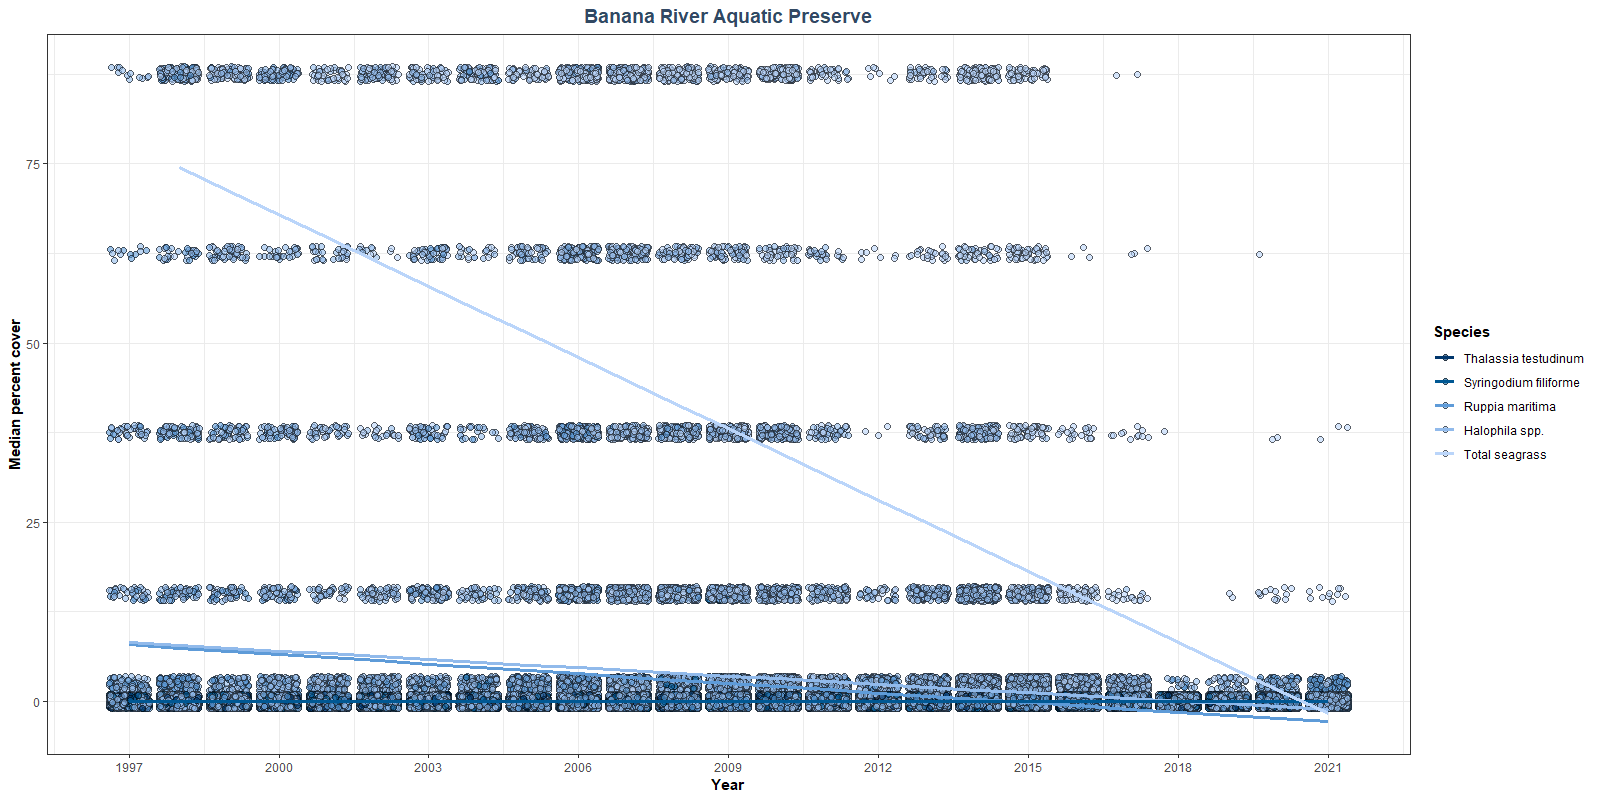 Banana River Aquatic Preserve
Median percent cover
75
50
25
0
1997 2000 2003 2006 2009 2012 2015 2018 2021
Year
Species
Thalassia testudinum
Syringodium filiforme
Ruppia maritima
Halophila spp.
Total seagrass